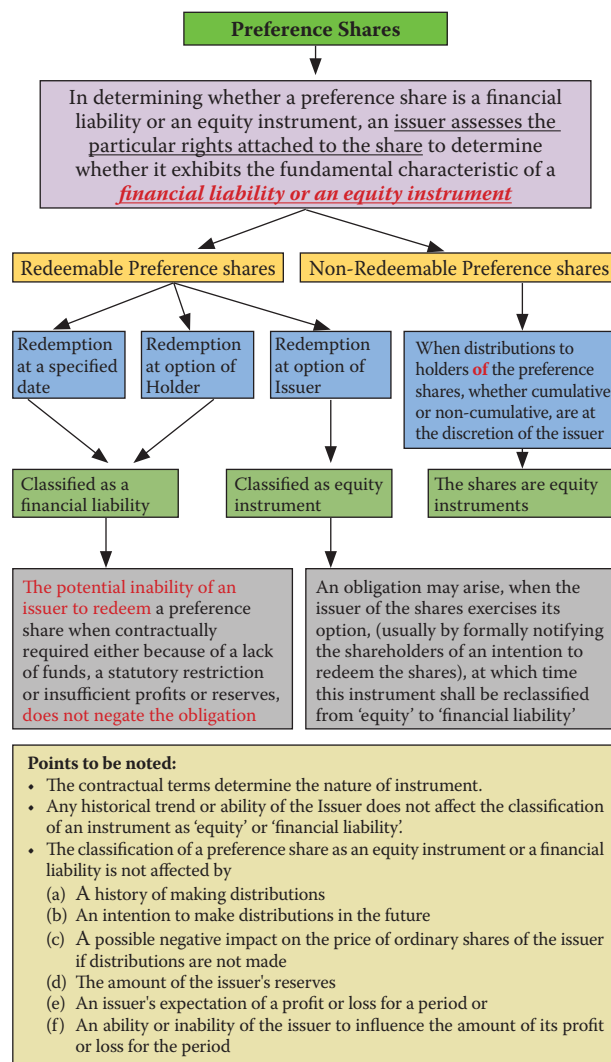 Preference Shares
In determining whether a preference share is a financial
liability or an equity instrument, an issuer assesses the
particular rights attached to the share to determine
whether it exhibits the fundamental characteristic of a
financial liability or an equity instrument
Redeemable Preference shares
Non-Redeemable Preference shares
Redemption
at a specified
date
Redemption
at option of
Holder
Redemption
at option of
Issuer
When distributions to
holders of the preference
shares, whether cumulative
or non-cumulative, are at
the discretion of the issuer
Classified as a
financial liability
Classified as equity
instrument
The shares are equity
instruments
The potential inability of an
issuer to redeem a preference
share when contractually
required either because of a lack
of funds, a statutory restriction
or insufficient profits or reserves,
does not negate the obligation
An obligation may arise, when the
issuer of the shares exercises its
option, (usually by formally notifying
the shareholders of an intention to
redeem the shares), at which time
this instrument shall be reclassified
from ‘equity’ to ‘financial liability’
Points to be noted:
• The contractual terms determine the nature of instrument.
• Any historical trend or ability of the Issuer does not affect the classification
of an instrument as ‘equity’ or ‘financial liability’.
• The classification of a preference share as an equity instrument or a financial
liability is not affected by
(a) A history of making distributions
(b) An intention to make distributions in the future
(c) A possible negative impact on the price of ordinary shares of the issuer
if distributions are not made
(d) The amount of the issuer's reserves
(e) An issuer's expectation of a profit or loss for a period or
(f) An ability or inability of the issuer to influence the amount of its profit
or loss for the period